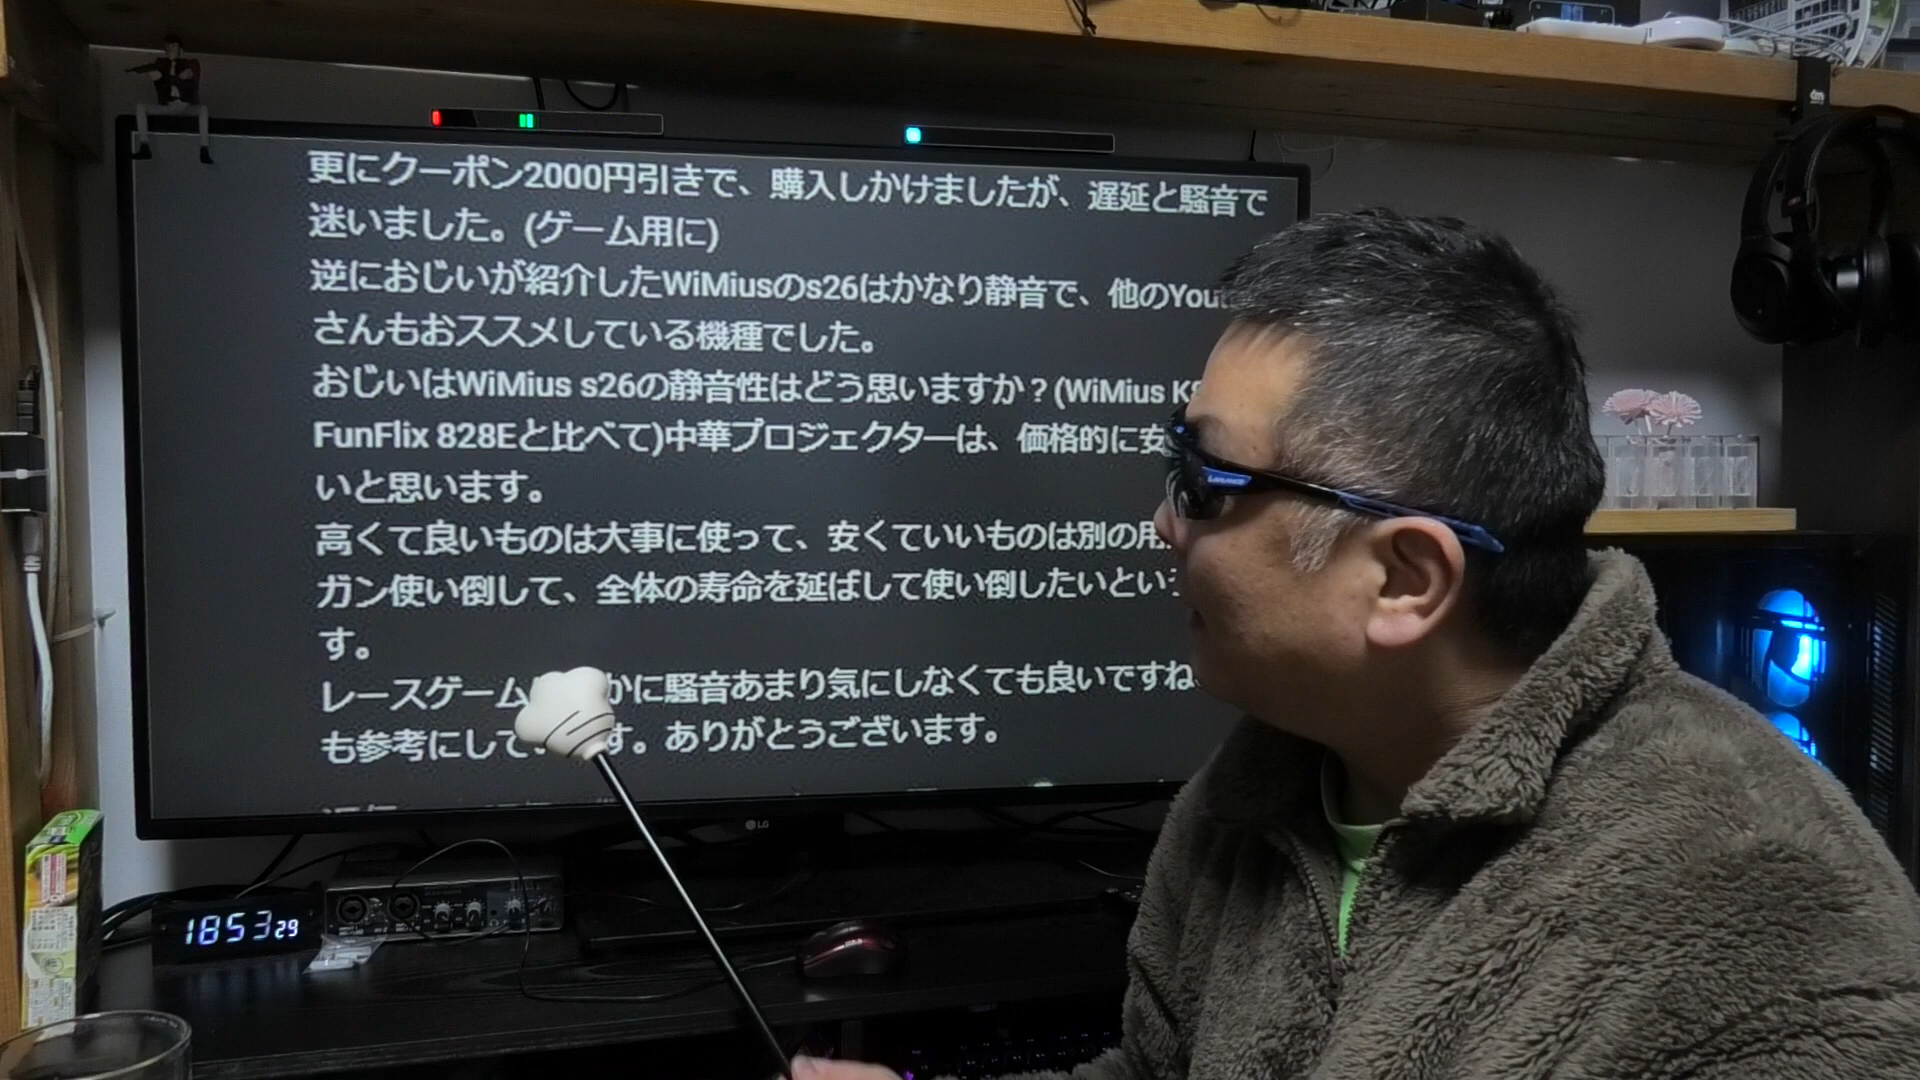 更にクーポン2000円引きで、購入しかけましたが、遅延と騒音で
迷いました。(ゲーム用に)
逆におじいが紹介したWiMiusのs26はかなり静音で、他のYout
さんもおススメしている機種でした。
おじいはWiMius s26の静音性はどう思いますか？(WiMius K
FunFlix 828Eと比べて)中華プロジェクターは、価格的に安
いと思います。
高くて良いものは大事に使って、安くていいものは別の用
ガン使い倒して、全体の寿命を延ばして使い倒したいという
す。
レースゲーム かに騒音あまり気にしなくても良いですね
も参考にして す。ありがとうございます。
LG
1853 29